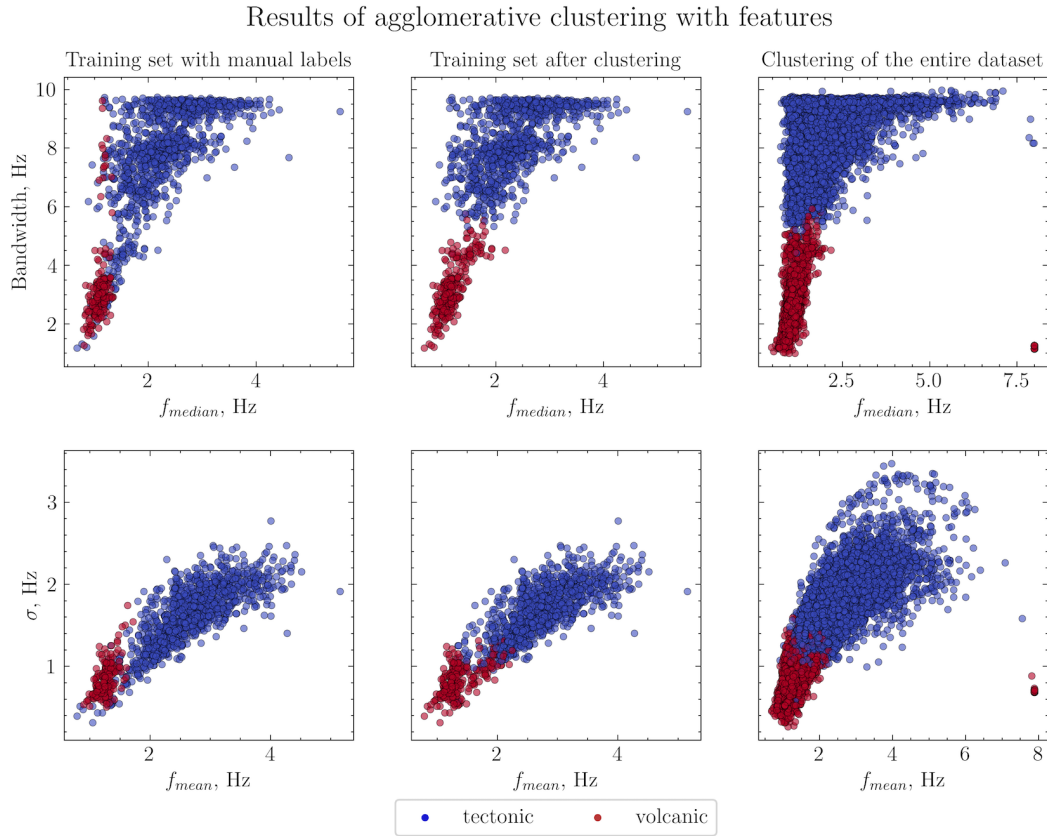 Results of agglomerative clustering with features
Training set with manual labels
Training set after clustering
Clustering of the entire dataset
Bandwidth, Hz
10
8
6
4
2
2 4
2 4
2.5 5.0 7.5
f_median, Hz
f_median, Hz
f_median, Hz
σ, Hz
3
2
1
2 4
2 4
2 4 6 8
f_mean, Hz
f_mean, Hz
f_mean, Hz
tectonic volcanic